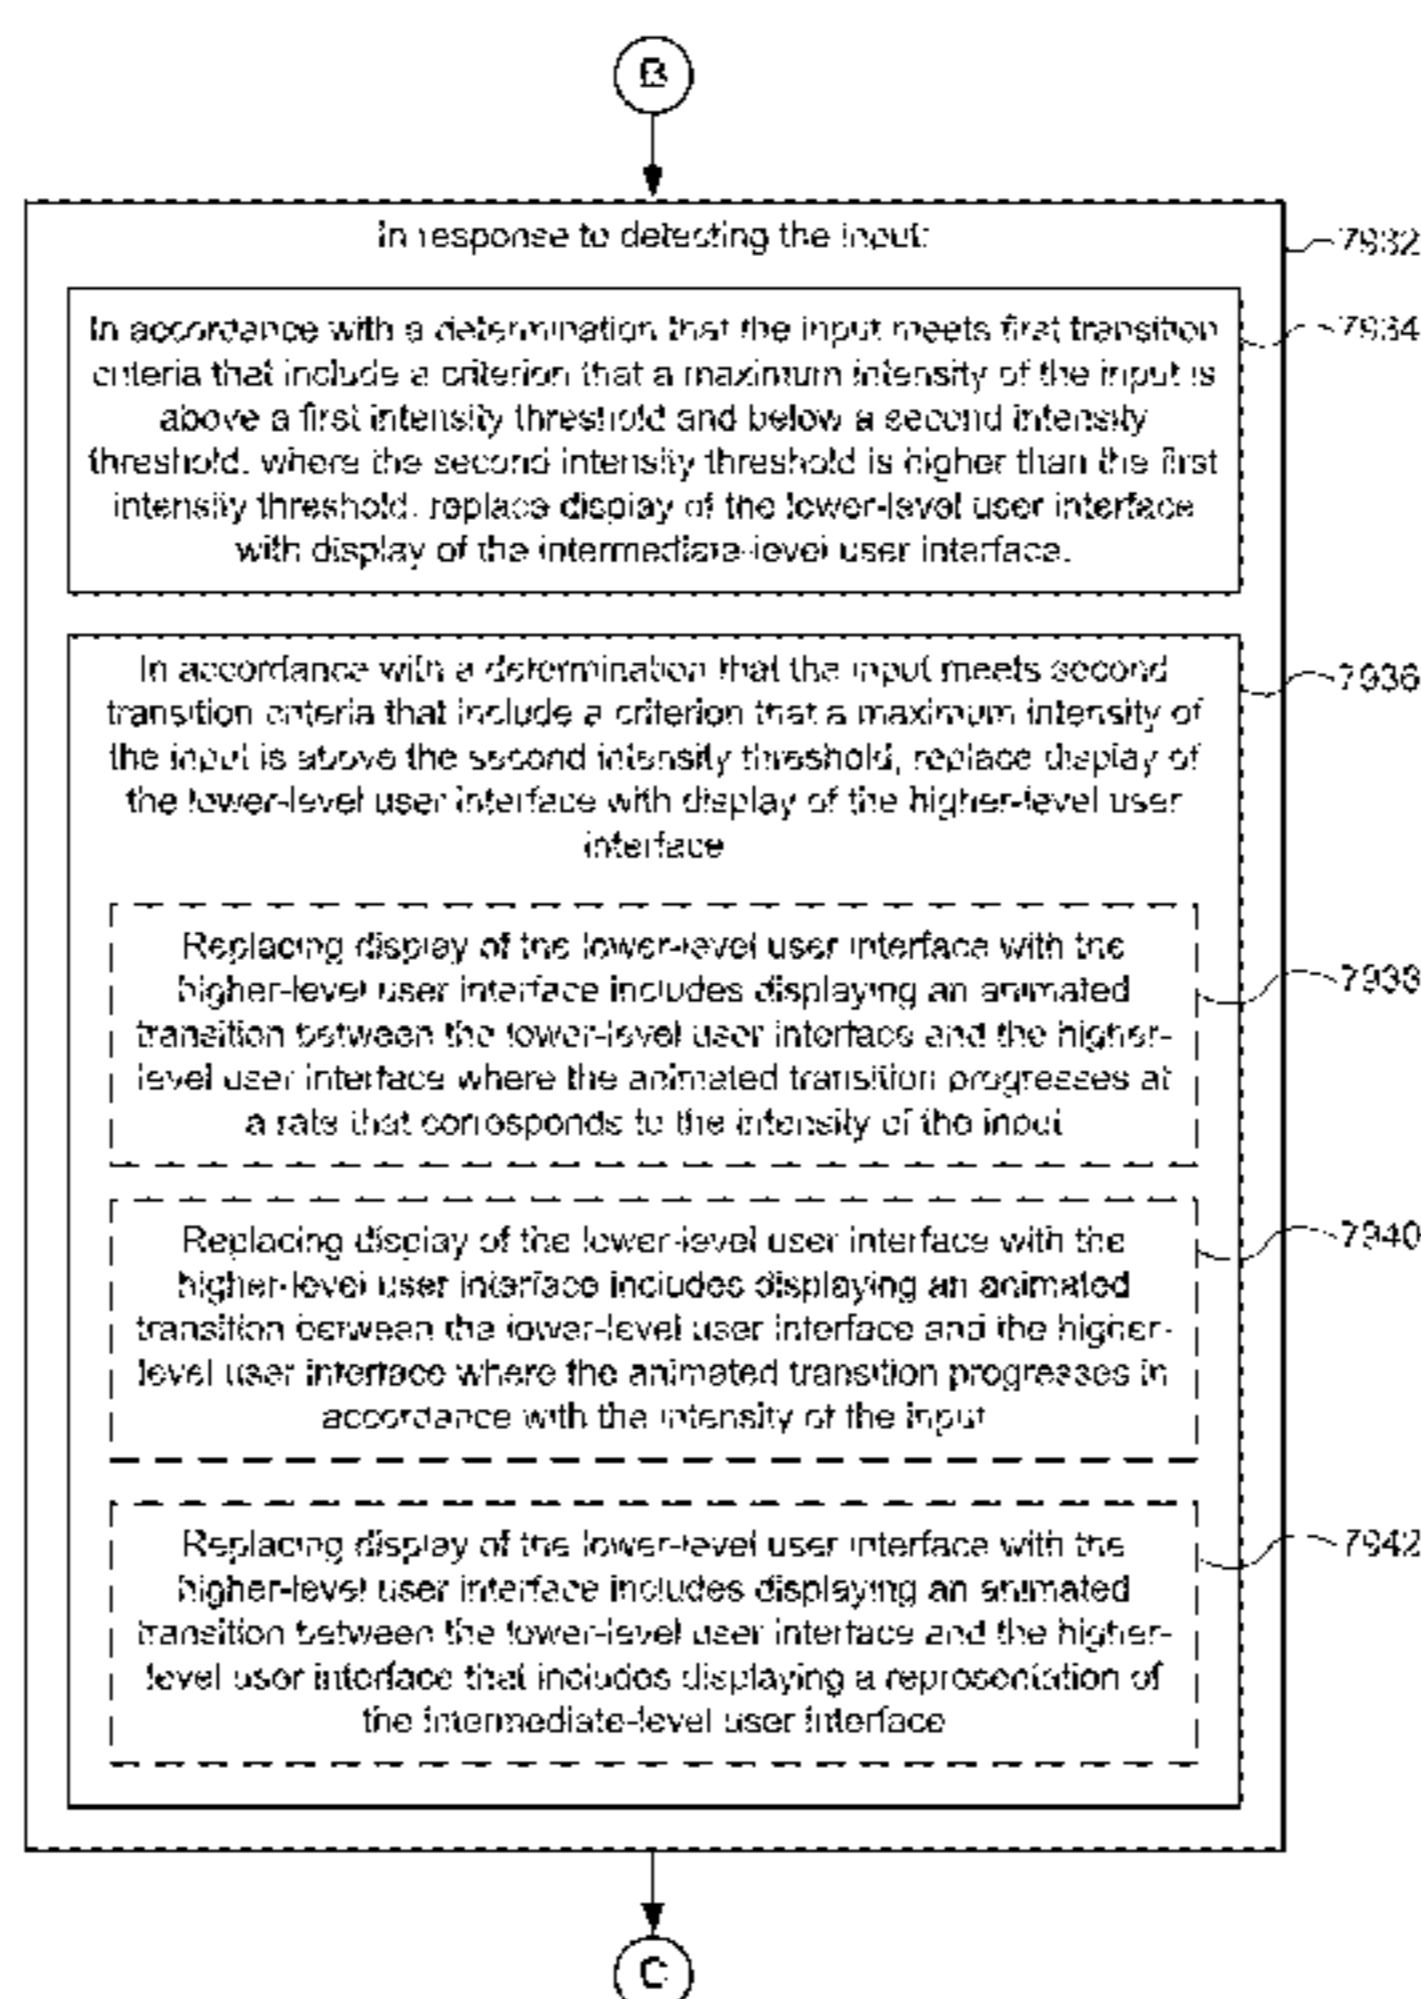 B
In response to detecting the input:
7932
In accordance with a determination that the input meets first transition
criteria that include a criterion that a maximum intensity of the input is
above a first intensity threshold and below a second intensity
threshold, where the second intensity threshold is higher than the first
intensity threshold, replace display of the lower-level user interface
with display of the intermediate-level user interface.
7934
In accordance with a determination that the input meets second
transition criteria that include a criterion that a maximum intensity of
the input is above the second intensity threshold, replace display of
the lower-level user interface with display of the higher-level user
interface
7936
Replacing display of the lower-level user interface with the
higher-level user interface includes displaying an animated
transition between the lower-level user interface and the higher-
level user interface where the animated transition progresses at
a rate that corresponds to the intensity of the input
7938
Replacing display of the lower-level user interface with the
higher-level user interface includes displaying an animated
transition between the lower-level user interface and the higher-
level user interface where the animated transition progresses in
accordance with the intensity of the input
7940
Replacing display of the lower-level user interface with the
higher-level user interface includes displaying an animated
transition between the lower-level user interface and the higher-
level user interface that includes displaying a representation of
the intermediate-level user interface
7942
C